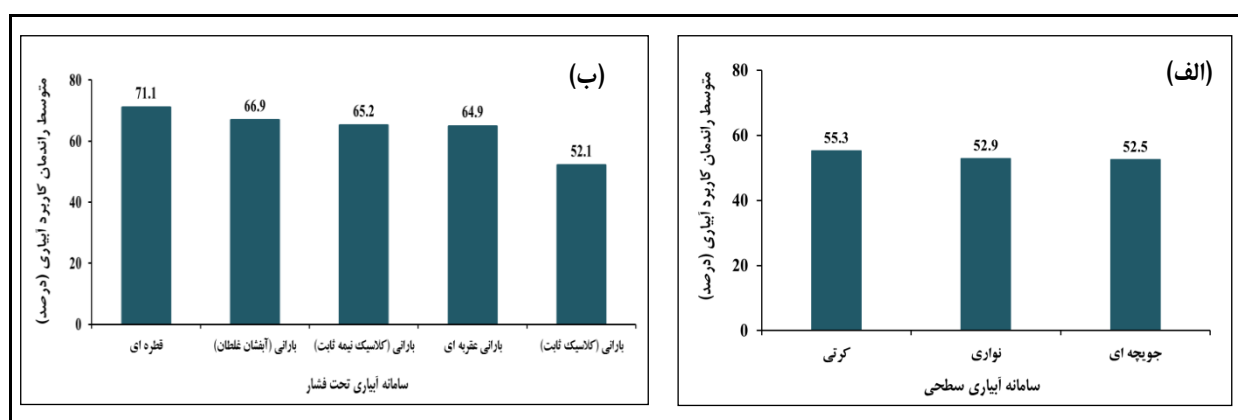 (الف)
متوسط راندمان کاربرد آبیاری (درصد)
80
60
40
20
0
55.3
52.9
52.5
کرتی
نواری
جویچه ای
سامانه آبیاری سطحی
(ب)
متوسط راندمان کاربرد آبیاری (درصد)
80
60
40
20
0
71.1
66.9
65.2
64.9
52.1
قطره ای
بارانی (آبفشان غلطان)
بارانی (کلاسیک نیمه ثابت)
بارانی عقربه ای
بارانی (کلاسیک ثابت)
سامانه آبیاری تحت فشار